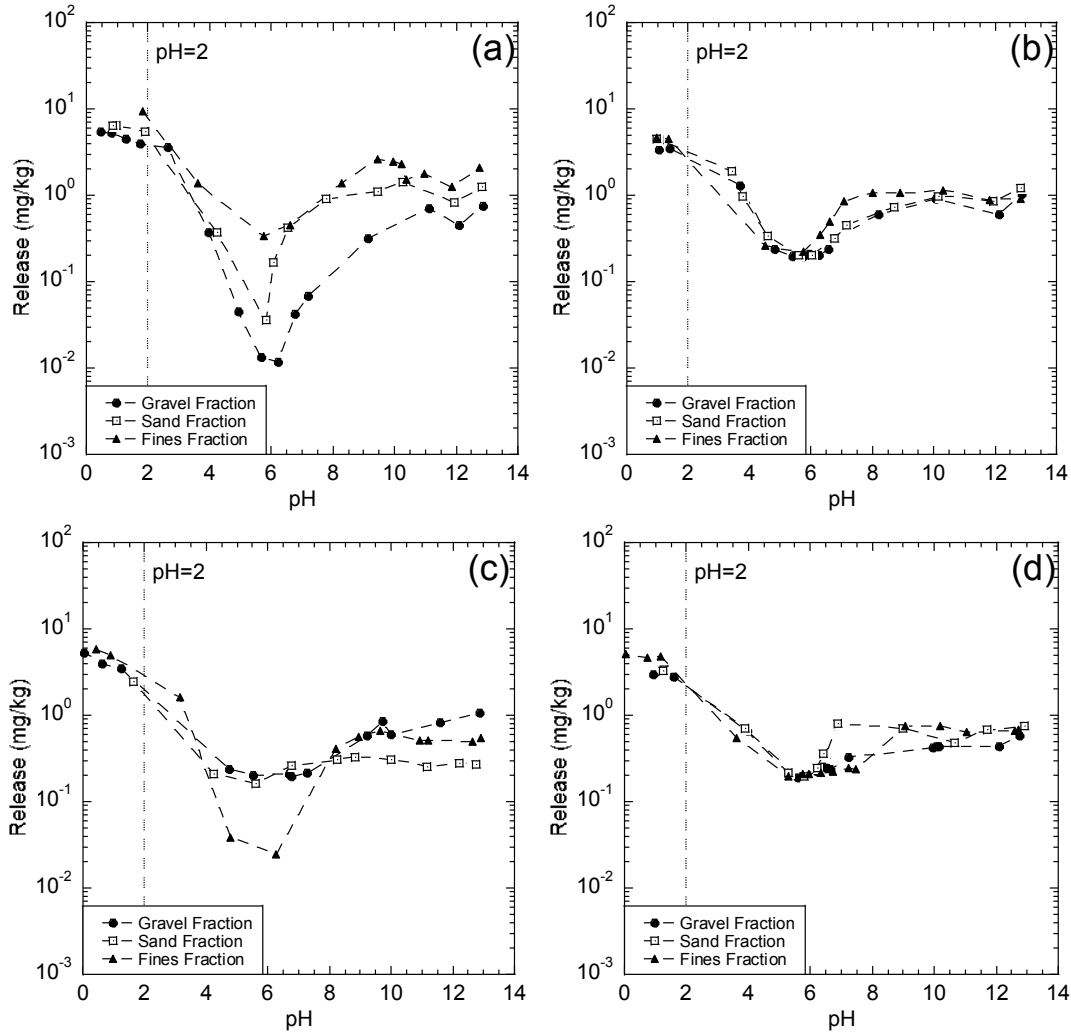 (a)
pH=2
Release (mg/kg)
10²
10¹
10⁰
10⁻¹
10⁻²
10⁻³
Gravel Fraction
Sand Fraction
Fines Fraction
0 2 4 6 8 10 12 14
pH
(b)
pH=2
Release (mg/kg)
10²
10¹
10⁰
10⁻¹
10⁻²
10⁻³
Gravel Fraction
Sand Fraction
Fines Fraction
0 2 4 6 8 10 12 14
pH
(c)
pH=2
Release (mg/kg)
10²
10¹
10⁰
10⁻¹
10⁻²
10⁻³
Gravel Fraction
Sand Fraction
Fines Fraction
0 2 4 6 8 10 12 14
pH
(d)
pH=2
Release (mg/kg)
10²
10¹
10⁰
10⁻¹
10⁻²
10⁻³
Gravel Fraction
Sand Fraction
Fines Fraction
0 2 4 6 8 10 12 14
pH